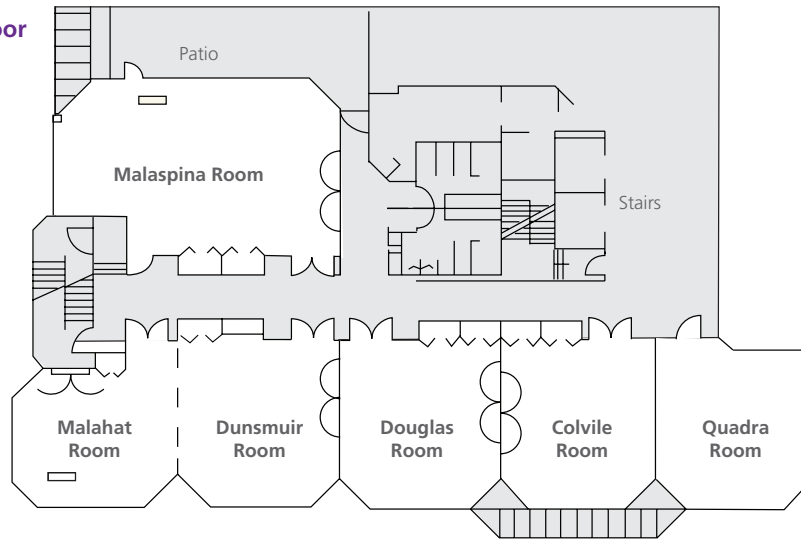 oor
Patio
Malaspina Room
Stairs
Malahat
Room
Dunsmuir
Room
Douglas
Room
Colvile
Room
Quadra
Room